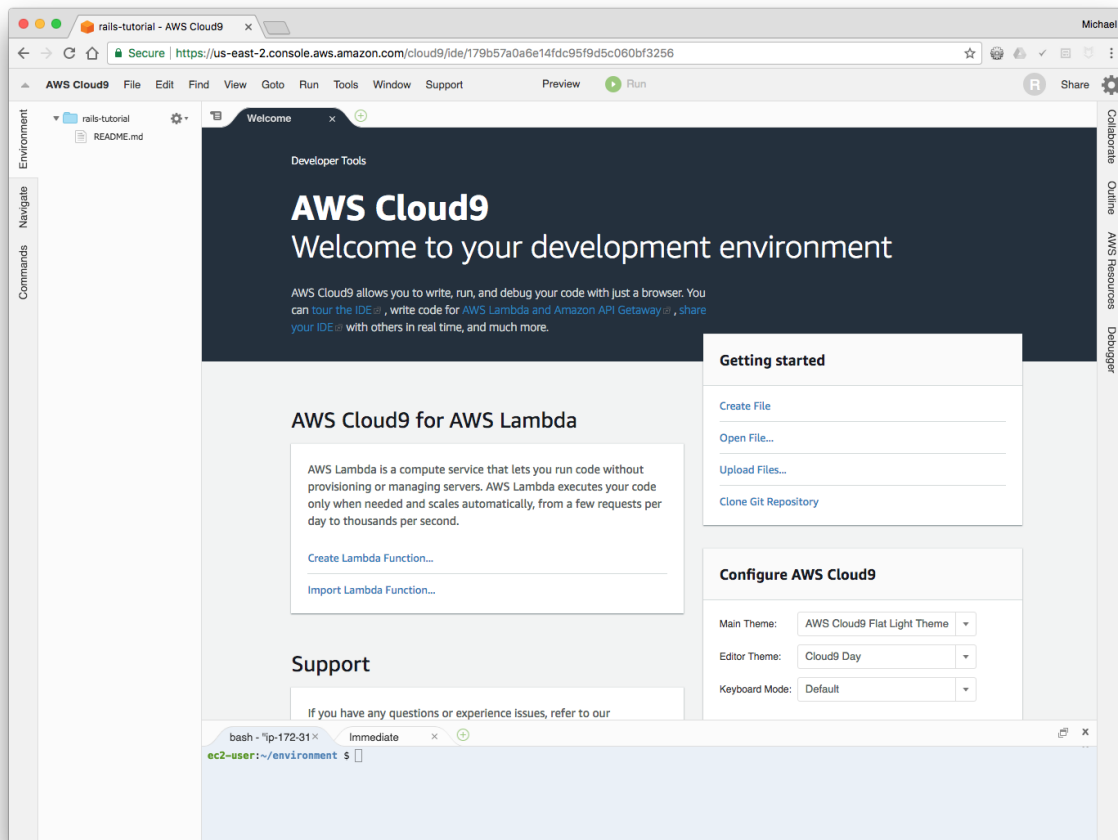 rails-tutorial - AWS Cloud9
Michael
Secure | https://us-east-2.console.aws.amazon.com/cloud9/ide/179b57a0a6e14fdc95f9d5c060bf3256
AWS Cloud9 File Edit Find View Goto Run Tools Window Support Preview Run R Share
Environment
Navigate
Commands
rails-tutorial
README.md
Welcome
Developer Tools
AWS Cloud9
Welcome to your development environment
AWS Cloud9 allows you to write, run, and debug your code with just a browser. You
can tour the IDE , write code for AWS Lambda and Amazon API Getaway , share
your IDE with others in real time, and much more.
Getting started
Create File
Open File...
Upload Files...
Clone Git Repository
AWS Cloud9 for AWS Lambda
AWS Lambda is a compute service that lets you run code without
provisioning or managing servers. AWS Lambda executes your code
only when needed and scales automatically, from a few requests per
day to thousands per second.
Create Lambda Function...
Import Lambda Function...
Configure AWS Cloud9
Main Theme: AWS Cloud9 Flat Light Theme
Editor Theme: Cloud9 Day
Keyboard Mode: Default
Support
If you have any questions or experience issues, refer to our
Collaborate
Outline
AWS Resources
Debugger
bash - "ip-172-31 Immediate
ec2-user:~/environment $